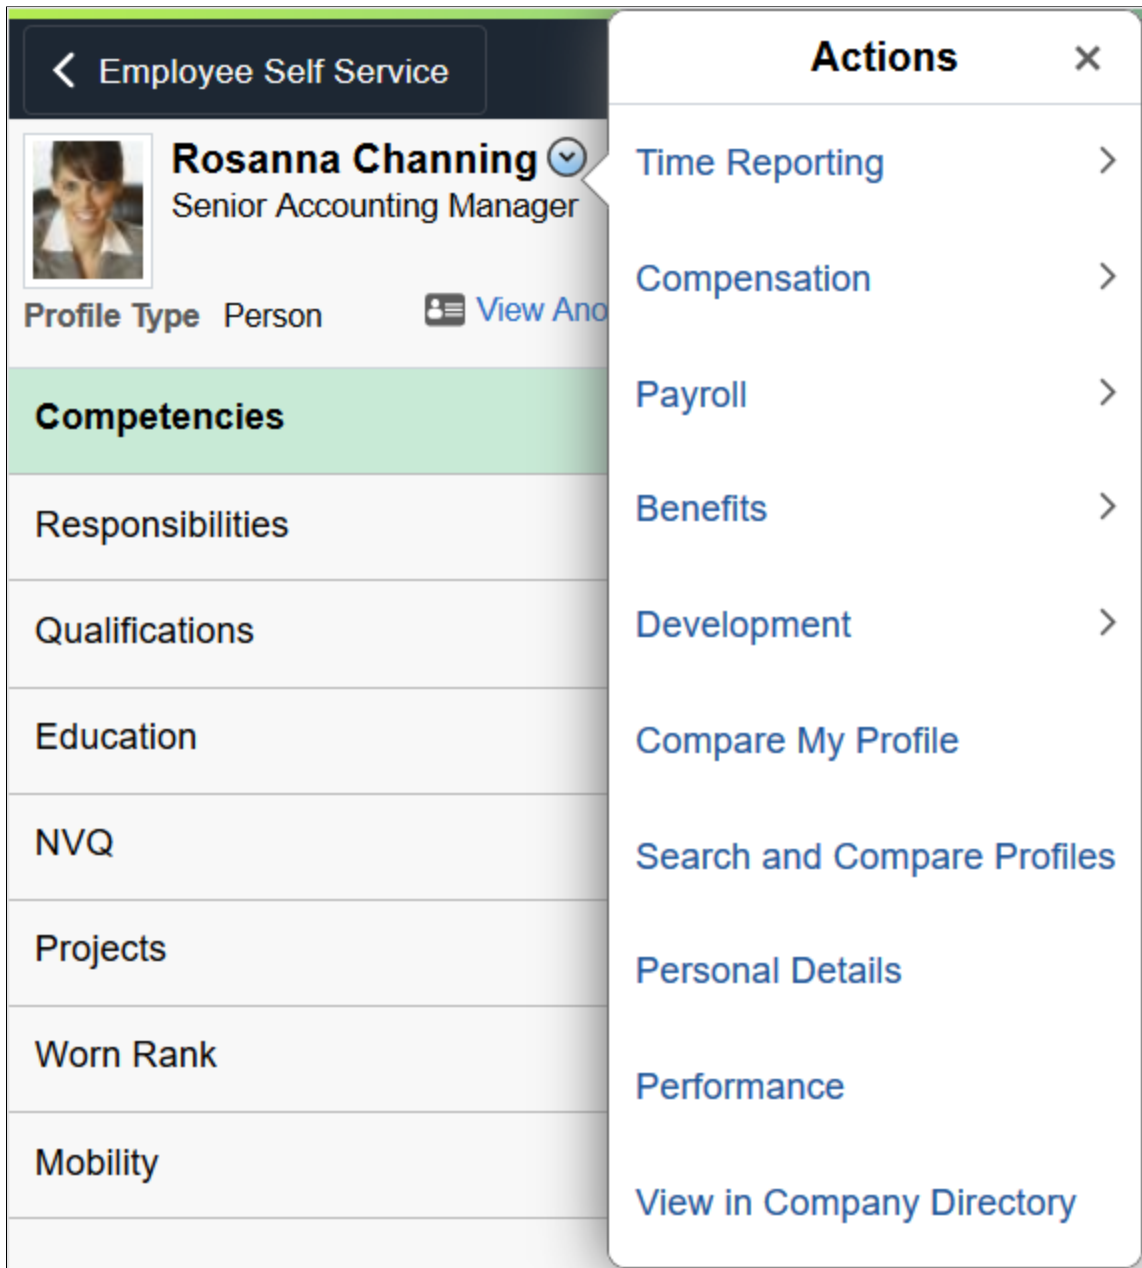 Employee Self Service
Rosanna Channing
Senior Accounting Manager
Profile Type Person
View Ano
Competencies
Responsibilities
Qualifications
Education
NVQ
Projects
Worn Rank
Mobility
Actions
Time Reporting
Compensation
Payroll
Benefits
Development
Compare My Profile
Search and Compare Profiles
Personal Details
Performance
View in Company Directory